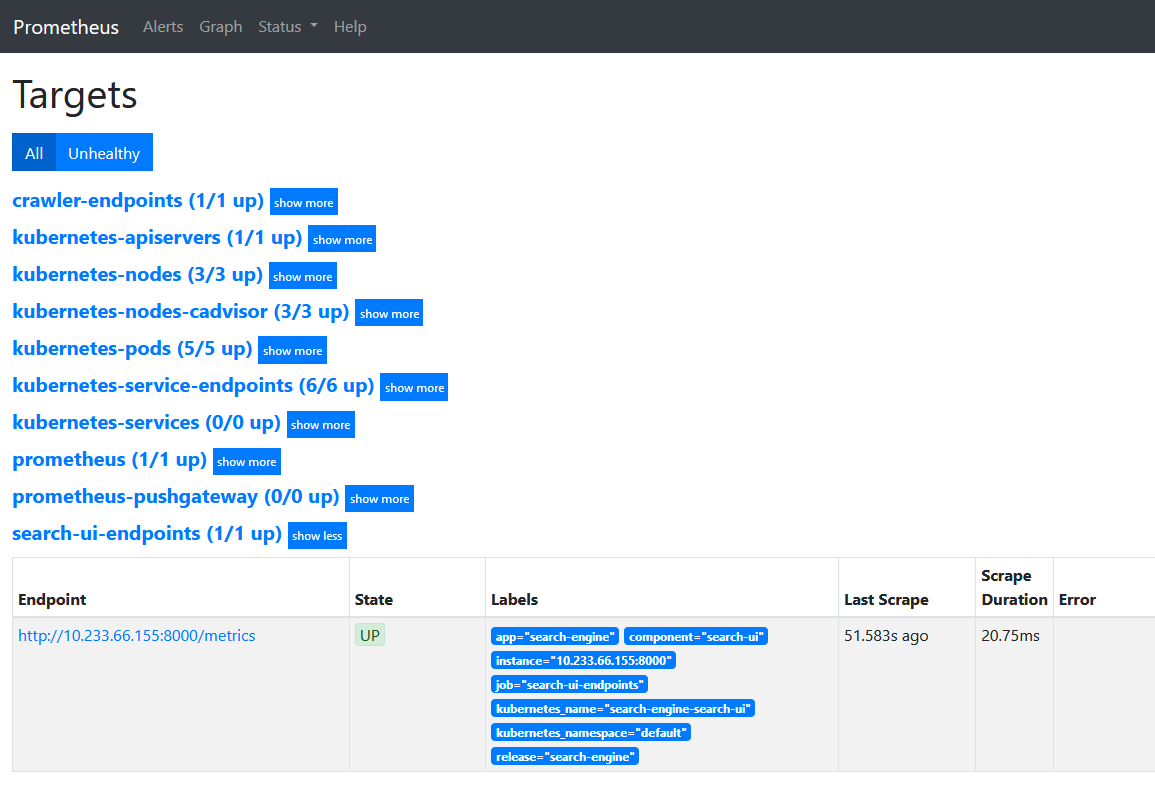 Prometheus Alerts Graph Status Help
Targets
All Unhealthy
crawler-endpoints (1/1 up) show more
kubernetes-apiservers (1/1 up) show more
kubernetes-nodes (3/3 up) show more
kubernetes-nodes-cadvisor (3/3 up) show more
kubernetes-pods (5/5 up) show more
kubernetes-service-endpoints (6/6 up) show more
kubernetes-services (0/0 up) show more
prometheus (1/1 up) show more
prometheus-pushgateway (0/0 up) show more
search-ui-endpoints (1/1 up) show less
Endpoint State Labels Last Scrape Scrape Duration Error
http://10.233.66.155:8000/metrics UP app="search-engine" component="search-ui" 51.583s ago 20.75ms
instance="10.233.66.155:8000"
job="search-ui-endpoints"
kubernetes_name="search-engine-search-ui"
kubernetes_namespace="default"
release="search-engine"